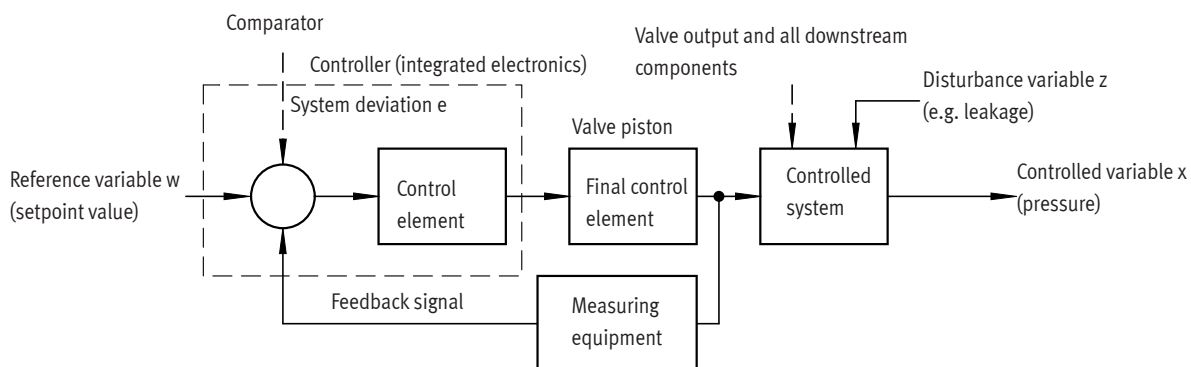 Comparator
Controller (integrated electronics)
System deviation e
Valve output and all downstream
components
Disturbance variable z
(e.g. leakage)
Valve piston
Reference variable w
(setpoint value)
Control
element
Final control
element
Controlled
system
Controlled variable x
(pressure)
Feedback signal
Measuring
equipment